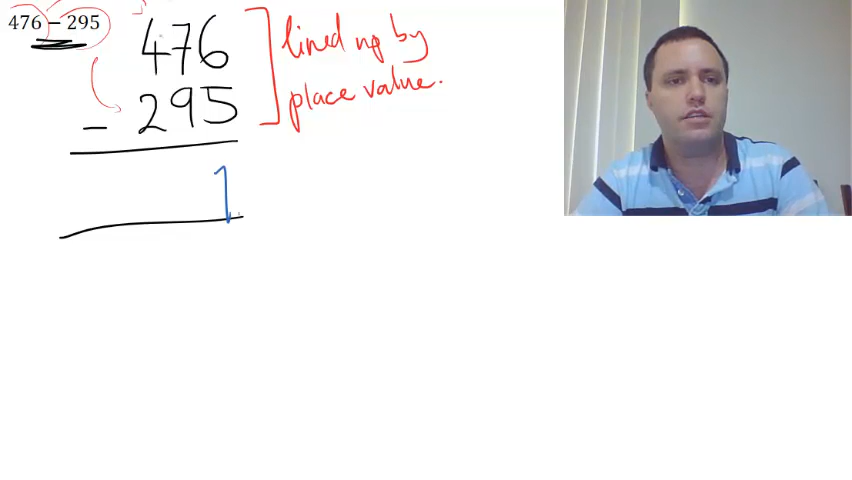 476 − 295
476
− 295
1
lined up by
place value.